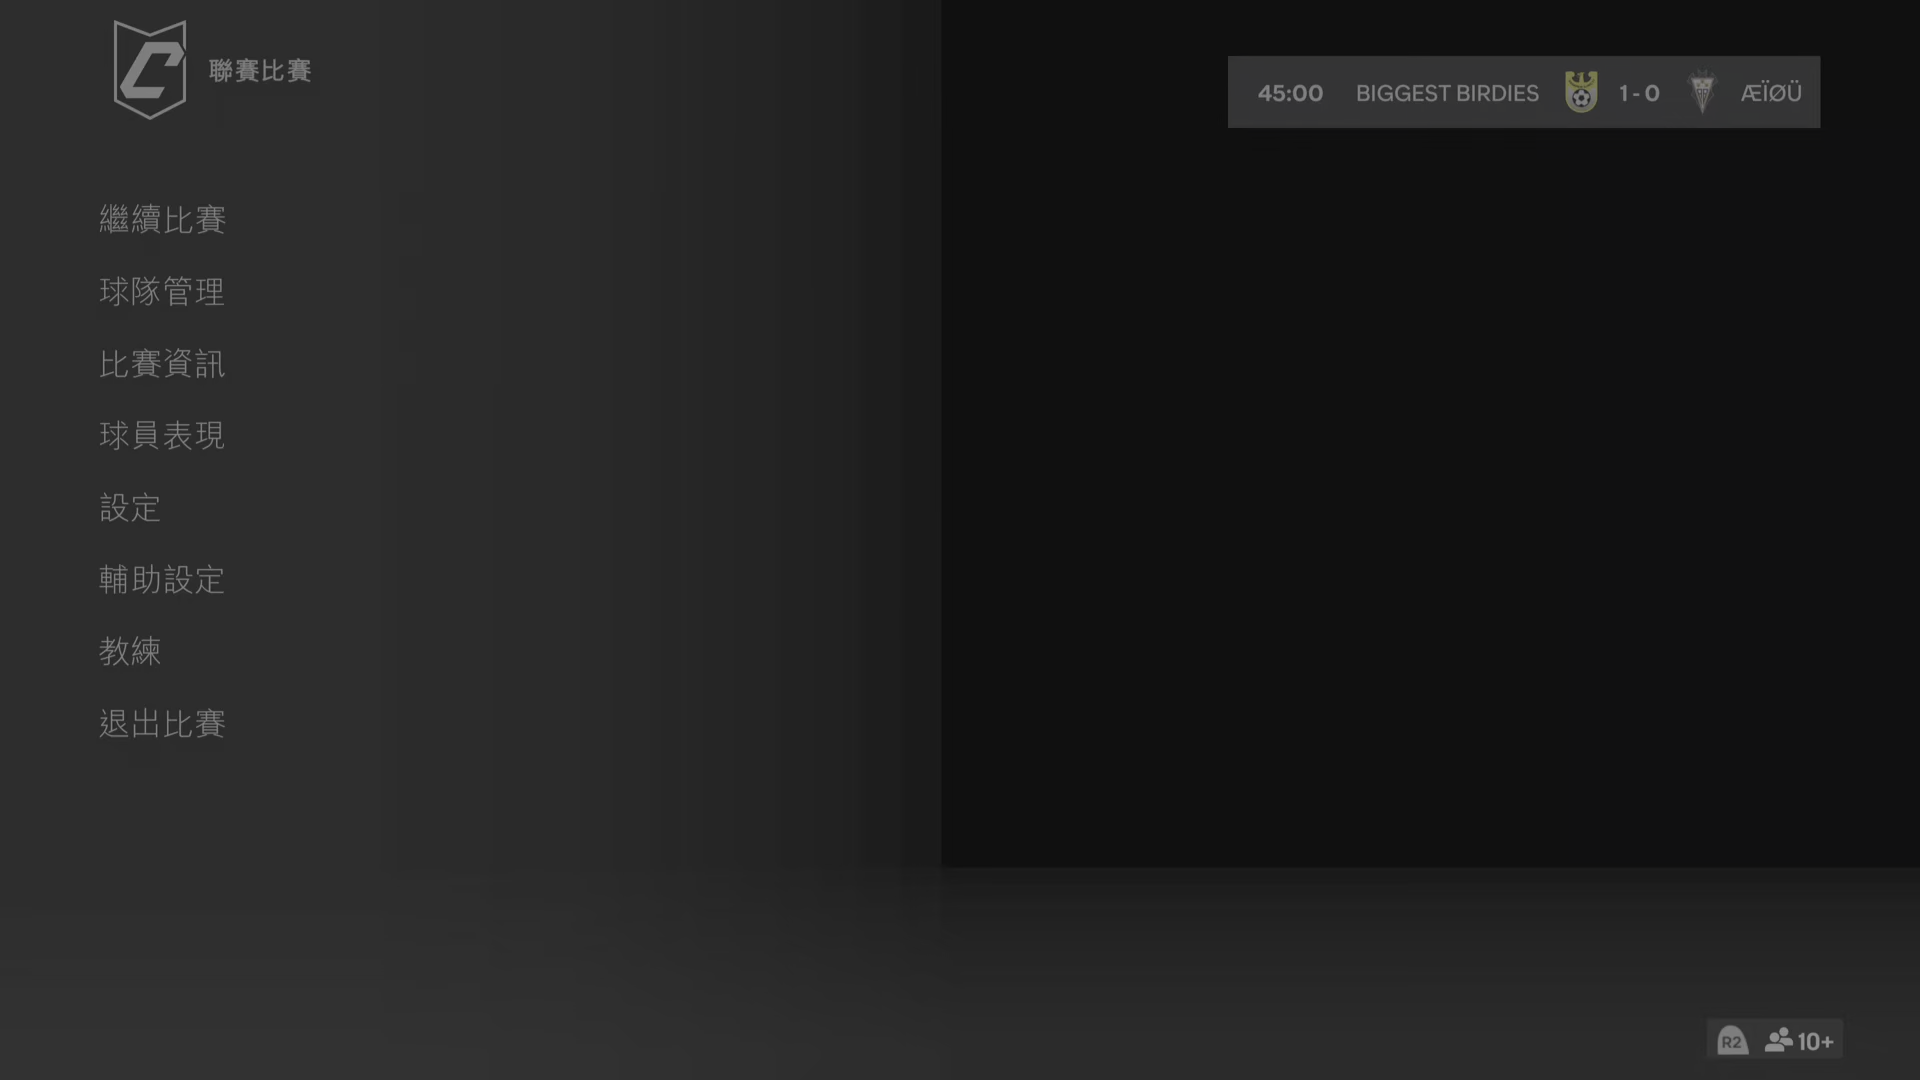 聯賽比賽
45:00 BIGGEST BIRDIES 1 - 0 ÆÏØÜ
繼續比賽
球隊管理
比賽資訊
球員表現
設定
輔助設定
教練
退出比賽
R2 10+